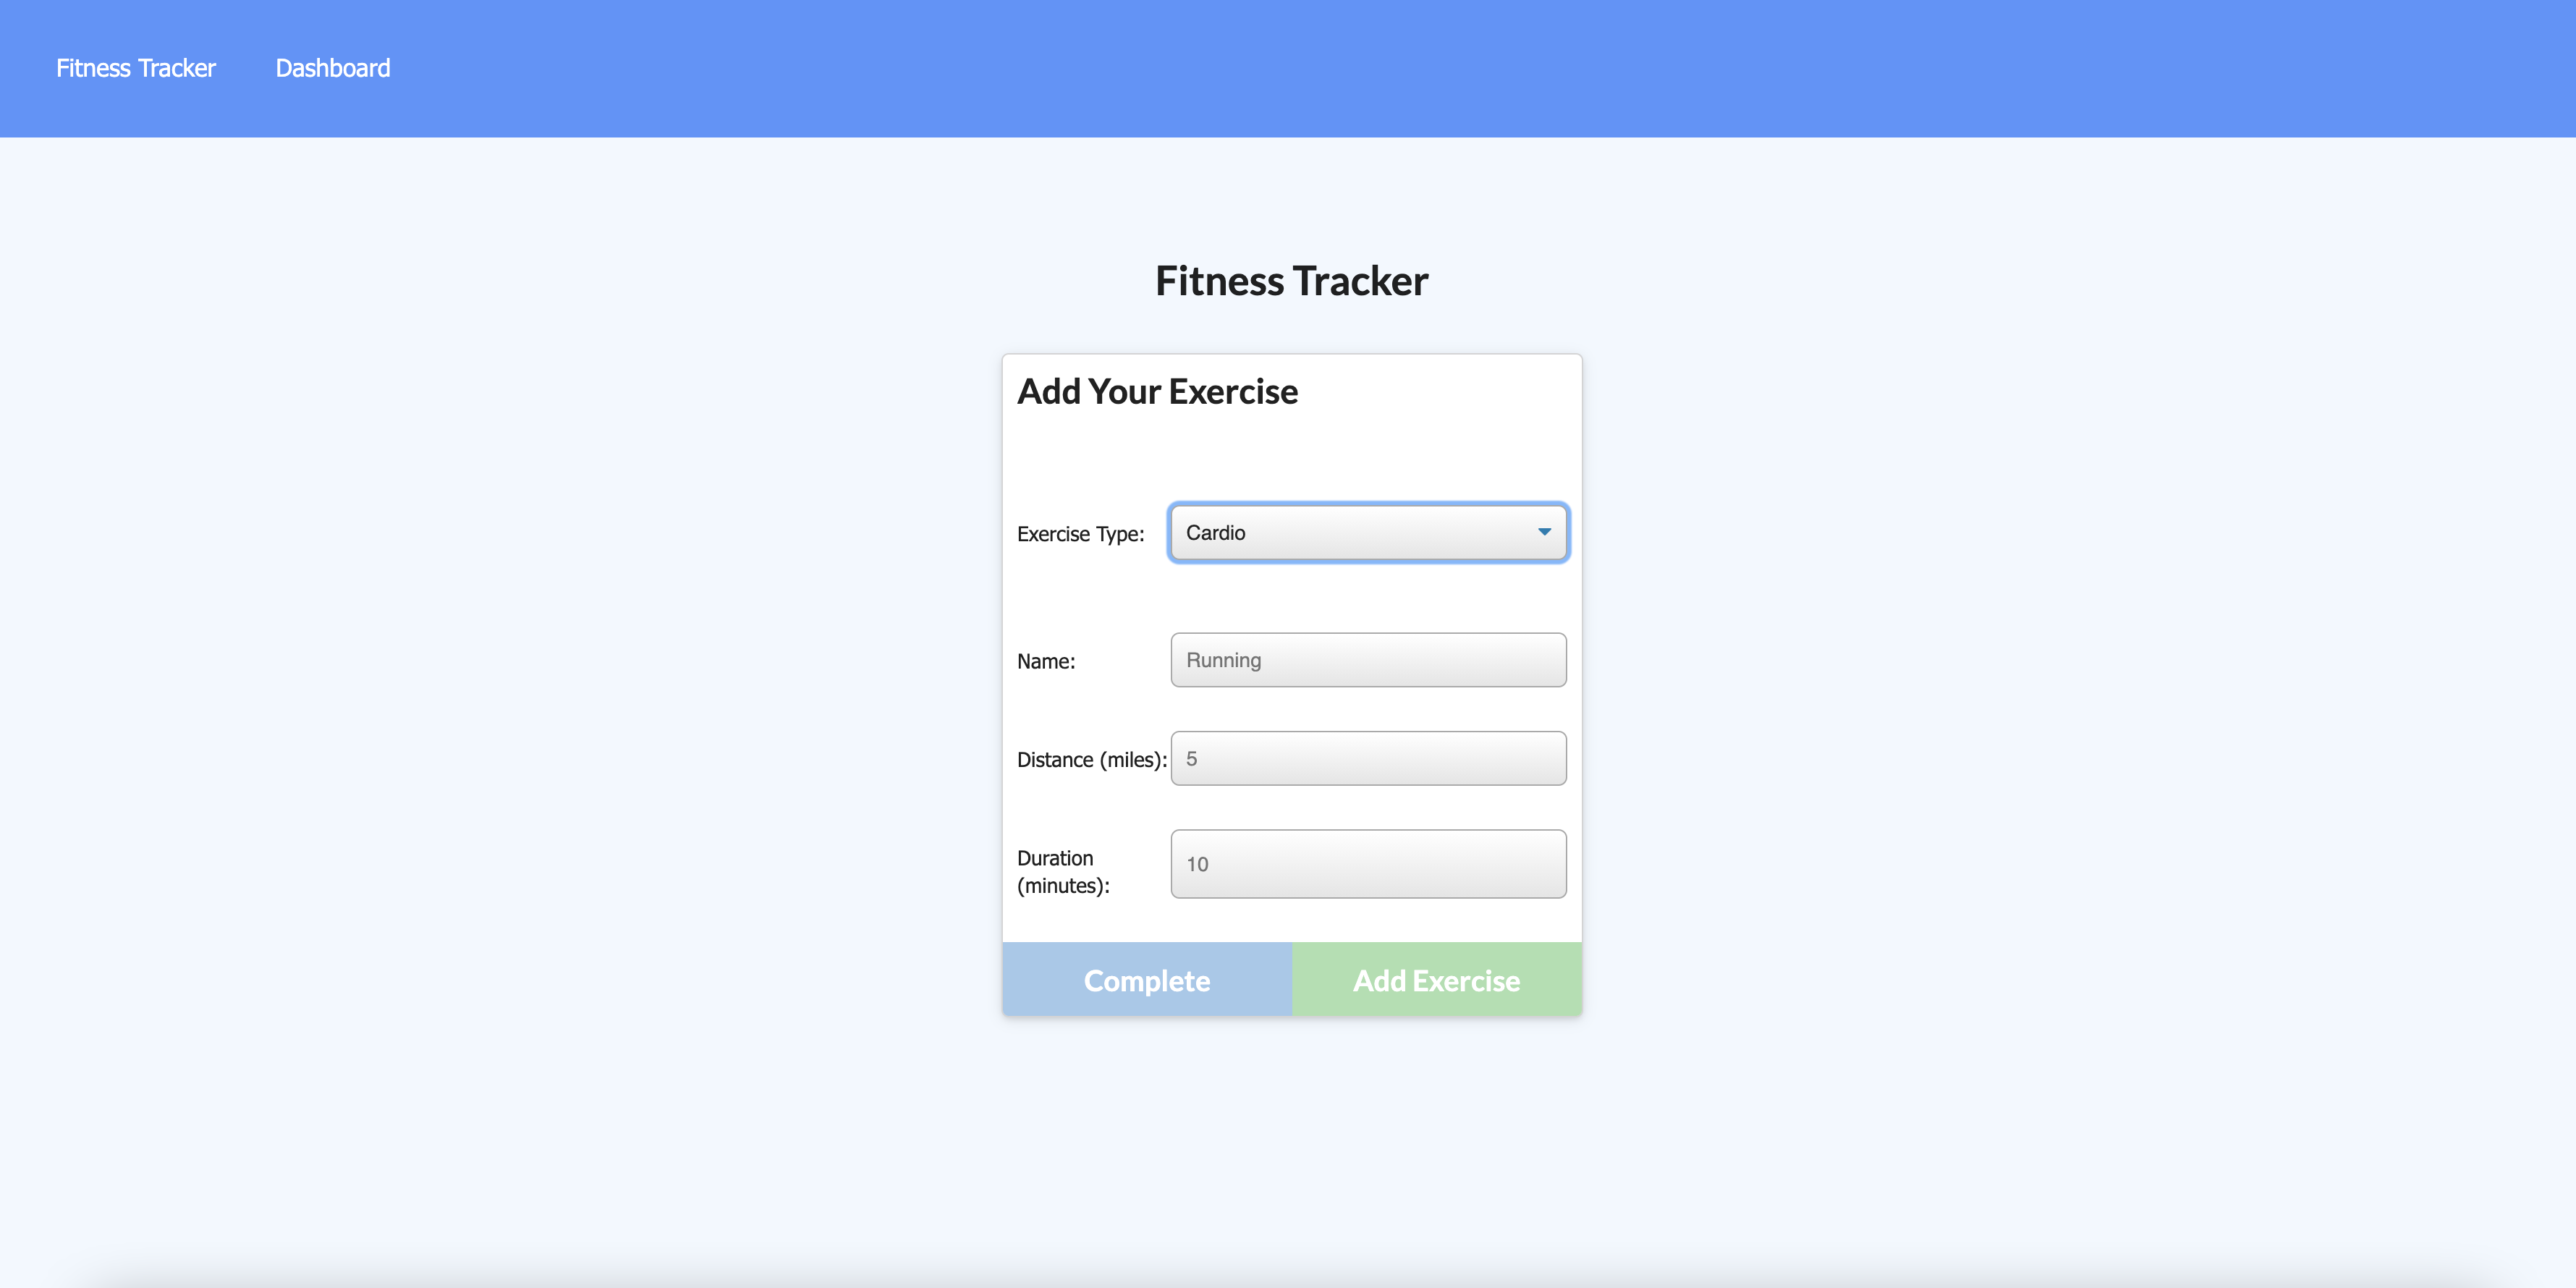 Fitness Tracker Dashboard
Fitness Tracker
Add Your Exercise
Exercise Type: Cardio
Name: Running
Distance (miles): 5
Duration
(minutes): 10
Complete Add Exercise